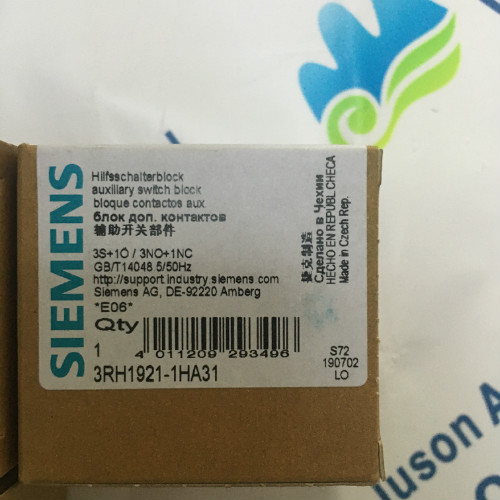 SIEMENS
Hilfsschalterblock
auxiliary switch block
bloque contactos aux.
блок доп. контактов
辅助开关部件
3S+1Ö / 3NO+1NC
GB/T14048.5/50Hz
http://support.industry.siemens.com
Siemens AG, DE-92220 Amberg
*E06*
Qty
1
4 011209 293496
3RH1921-1HA31
捷克制造
Сделано в Чехии
HECHO EN REPÚBL.CHECA
Made in Czech Rep.
S72
190702
LO
luson A